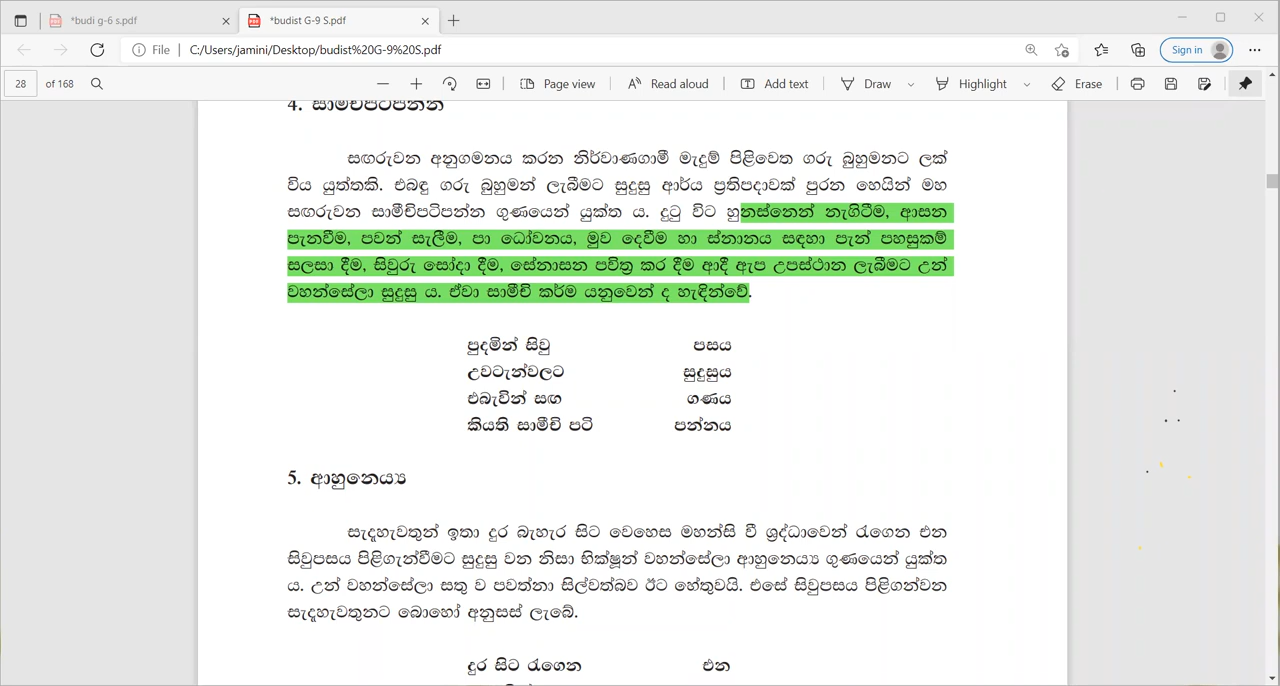 *budi g-6 s.pdf
*budist G-9 S.pdf
File C:/Users/jamini/Desktop/budist%20G-9%20S.pdf Sign in
28 of 168 Page view Read aloud Add text Draw Highlight Erase
4. සාමීචිපටිපන්න
සඟරුවන අනුගමනය කරන නිර්වාණගාමී මැදුම් පිළිවෙත ගරු බුහුමනට ලක්
විය යුත්තකි. එබඳු ගරු බුහුමන් ලැබීමට සුදුසු ආර්ය ප්‍රතිපදාවක් පුරන හෙයින් මහ
සඟරුවන සාමීචිපටිපන්න ගුණයෙන් යුක්ත ය. දුටු විට හුනස්නෙන් නැගිටීම, ආසන
පැනවීම, පවන් සැලීම, පා ධෝවනය, මුව දෙවීම හා ස්නානය සඳහා පැන් පහසුකම්
සලසා දීම, සිවුරු සෝදා දීම, සේනාසන පවිත්‍ර කර දීම ආදී ඇප උපස්ථාන ලැබීමට උන්
වහන්සේලා සුදුසු ය. ඒවා සාමීචි කර්ම යනුවෙන් ද හැඳින්වේ.
පුදමින් සිවු පසය
උවටැන්වලට සුදුසුය
එබැවින් සඟ ගණය
කියති සාමීචි පටි පන්නය
5. ආහුනෙය්‍ය
සැදැහැවතුන් ඉතා දුර බැහැර සිට වෙහෙස මහන්සි වී ශ්‍රද්ධාවෙන් රැගෙන එන
සිවුපසය පිළිගැන්වීමට සුදුසු වන නිසා භික්ෂූන් වහන්සේලා ආහුනෙය්‍ය ගුණයෙන් යුක්ත
ය. උන් වහන්සේලා සතු ව පවත්නා සිල්වත්බව ඊට හේතුවයි. එසේ සිවුපසය පිළිගන්වන
සැදැහැවතුනට බොහෝ අනුසස් ලැබේ.
දුර සිට රැගෙන එන